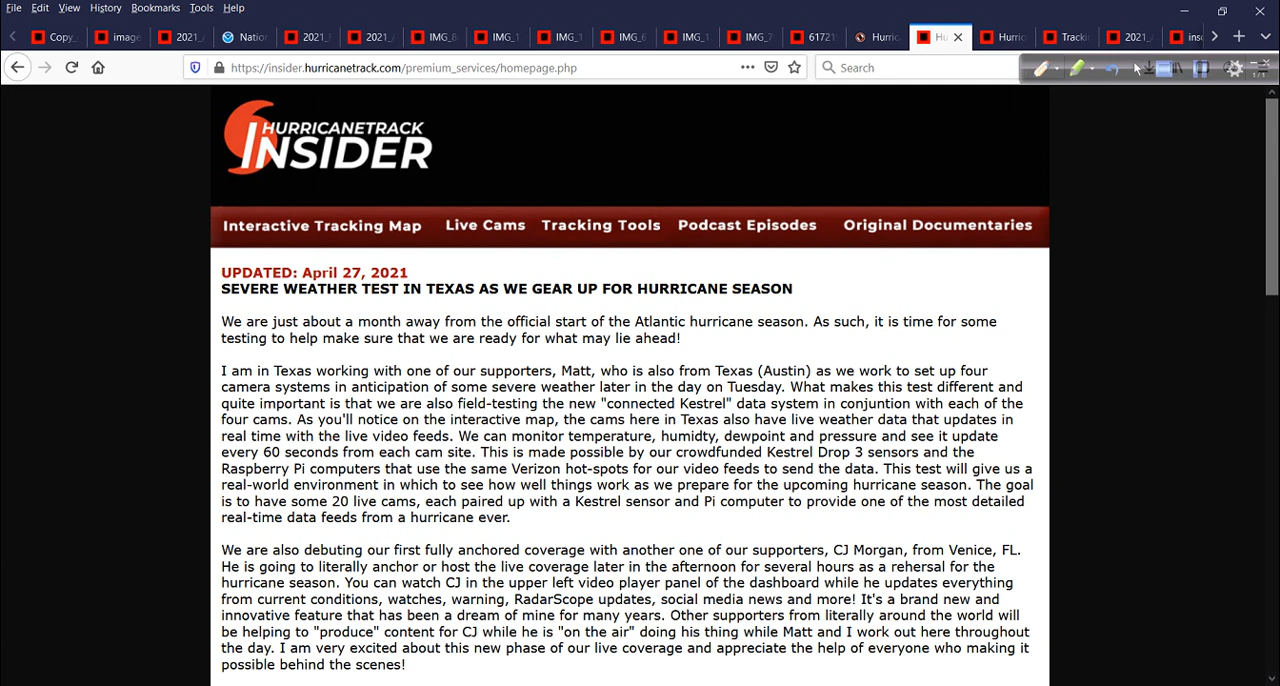 File Edit View History Bookmarks Tools Help
Copy_ image 2021_ Nation 2021_ 2021_ IMG_8 IMG_1 IMG_1 IMG_6 IMG_1 IMG_7 61721 Hurric Hu Hurric Tracki 2021_ insi
https://insider.hurricanetrack.com/premium_services/homepage.php
Search
1/1
HURRICANETRACK
INSIDER
Interactive Tracking Map Live Cams Tracking Tools Podcast Episodes Original Documentaries
UPDATED: April 27, 2021
SEVERE WEATHER TEST IN TEXAS AS WE GEAR UP FOR HURRICANE SEASON
We are just about a month away from the official start of the Atlantic hurricane season. As such, it is time for some
testing to help make sure that we are ready for what may lie ahead!
I am in Texas working with one of our supporters, Matt, who is also from Texas (Austin) as we work to set up four
camera systems in anticipation of some severe weather later in the day on Tuesday. What makes this test different and
quite important is that we are also field-testing the new "connected Kestrel" data system in conjuntion with each of the
four cams. As you'll notice on the interactive map, the cams here in Texas also have live weather data that updates in
real time with the live video feeds. We can monitor temperature, humidty, dewpoint and pressure and see it update
every 60 seconds from each cam site. This is made possible by our crowdfunded Kestrel Drop 3 sensors and the
Raspberry Pi computers that use the same Verizon hot-spots for our video feeds to send the data. This test will give us a
real-world environment in which to see how well things work as we prepare for the upcoming hurricane season. The goal
is to have some 20 live cams, each paired up with a Kestrel sensor and Pi computer to provide one of the most detailed
real-time data feeds from a hurricane ever.
We are also debuting our first fully anchored coverage with another one of our supporters, CJ Morgan, from Venice, FL.
He is going to literally anchor or host the live coverage later in the afternoon for several hours as a rehersal for the
hurricane season. You can watch CJ in the upper left video player panel of the dashboard while he updates everything
from current conditions, watches, warning, RadarScope updates, social media news and more! It's a brand new and
innovative feature that has been a dream of mine for many years. Other supporters from literally around the world will
be helping to "produce" content for CJ while he is "on the air" doing his thing while Matt and I work out here throughout
the day. I am very excited about this new phase of our live coverage and appreciate the help of everyone who making it
possible behind the scenes!